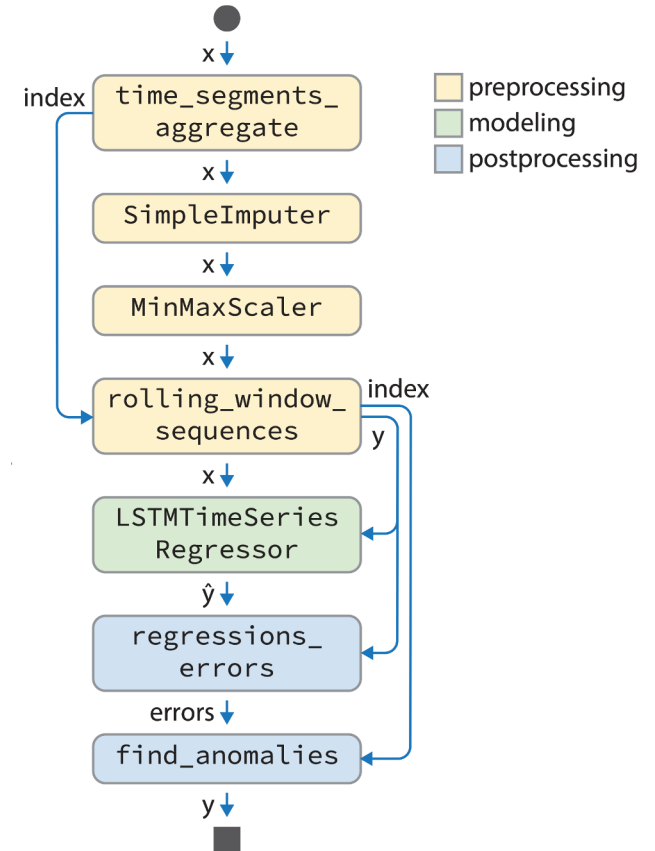 x
index
time_segments_
aggregate
preprocessing
modeling
postprocessing
x
SimpleImputer
x
MinMaxScaler
x
rolling_window_
sequences
index
y
x
LSTMTimeSeries
Regressor
ŷ
regressions_
errors
errors
find_anomalies
y